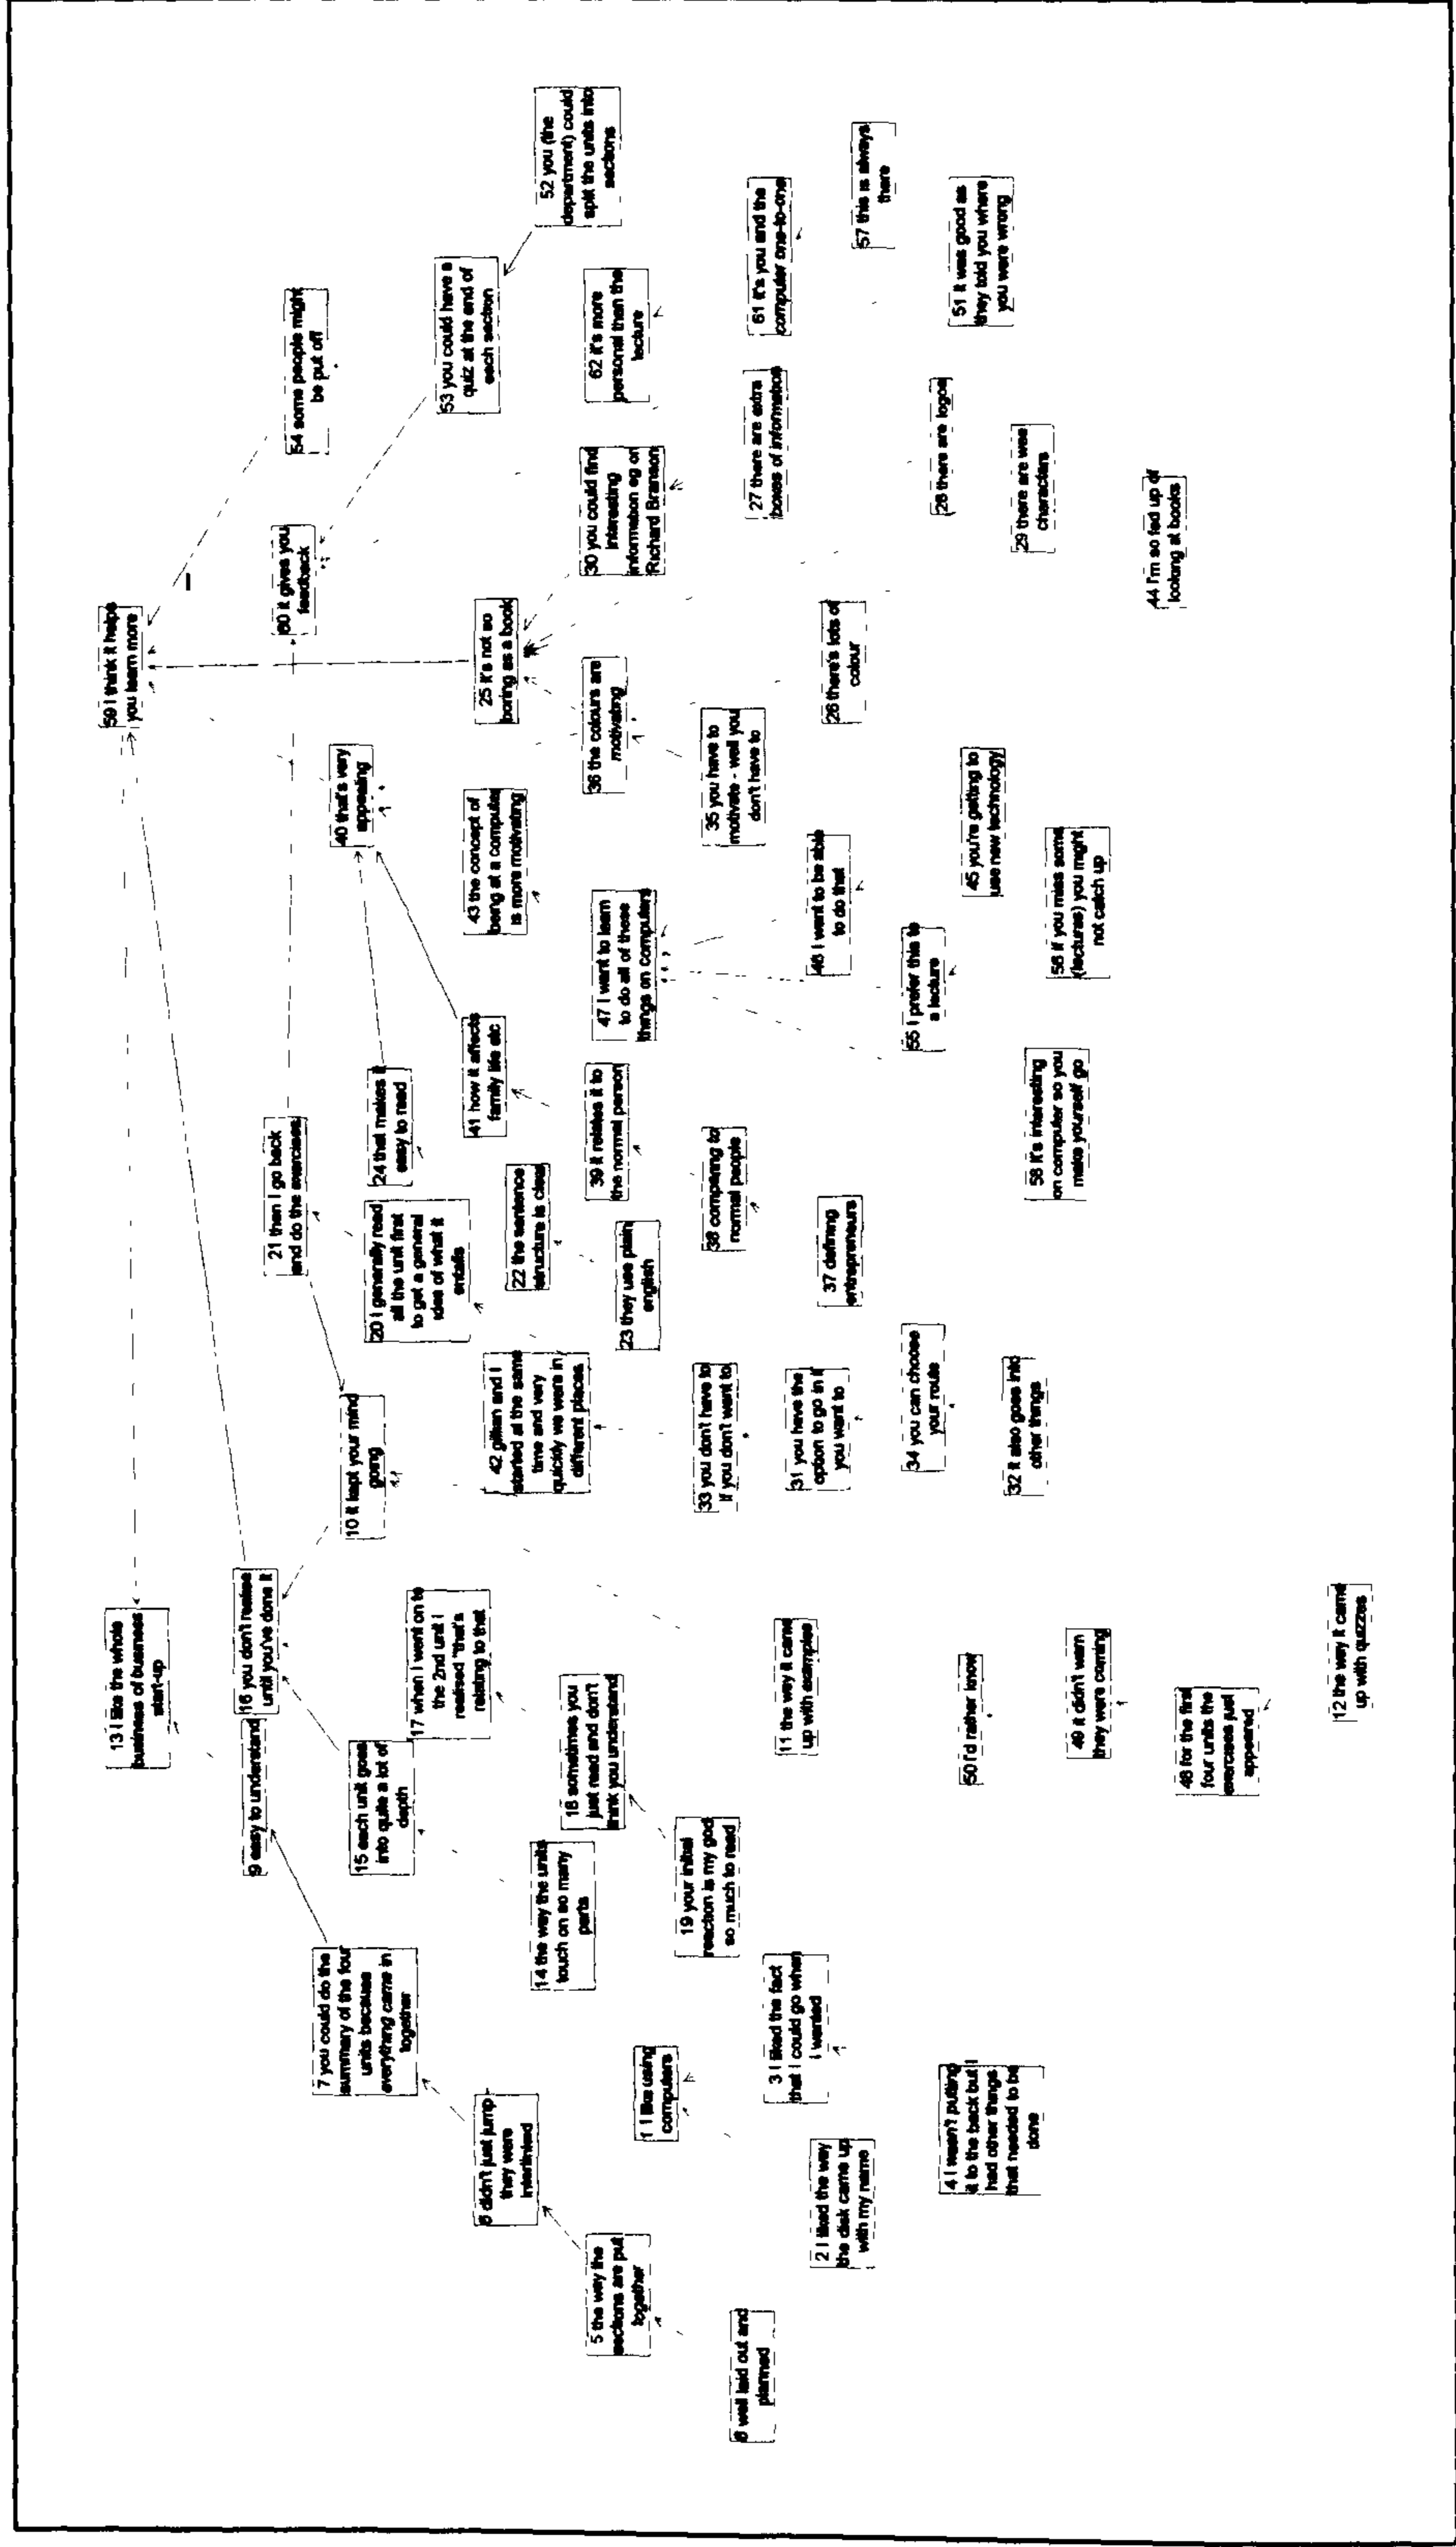 13 I like the whole
business of business
start-up
59 I think it helps
you learn more
9 easy to understand
16 you don't realise
until you've done it
21 then I go back
and do the exercises
60 it gives you
feedback
54 some people might
be put off
7 you could do the
summary of the four
units because
everything came in
together
15 each unit goes
into quite a lot of
depth
10 it kept your mind
going
20 I generally read
all the unit first
to get a general
idea of what it
entails
24 that makes it
easy to read
40 that's very
appealing
17 when I went on to
the 2nd unit I
realised "that's
relating to that
53 you could have a
quiz at the end of
each section
6 didn't just jump -
they were
interlinked
42 gillian and I
started at the same
time and very
quickly we were in
different places
22 the sentence
structure is clear
41 how it affects
family life etc
43 the concept of
being at a computer
is more motivating
25 it's not so
boring as a book
52 you (the
department) could
split the units into
sections
5 the way the
sections are put
together
14 the way the units
touch on so many
parts
18 sometimes you
just read and don't
think you understand
23 they use plain
english
39 it relates it to
the normal person
47 I want to learn
to do all of these
things on computers
36 the colours are
motivating
30 you could find
interesting
information eg on
Richard Branson
62 it's more
personal than the
lecture
1 I like using
computers
19 your initial
reaction is my god
so much to read
33 you don't have to
if you don't want to
38 comparing to
normal people
35 you have to
motivate - well you
don't have to
27 there are extra
boxes of information
61 it's you and the
computer one-to-one
8 well laid out and
planned
2 I liked the way
the disk came up
with my name
3 I liked the fact
that I could go when
I wanted
11 the way it came
up with examples
31 you have the
option to go in if
you want to
37 defining
entrepreneurs
46 I want to be able
to do that
26 there's lots of
colour
57 this is always
there
4 I wasn't putting
it to the back but I
had other things
that needed to be
done
50 I'd rather know
34 you can choose
your route
55 I prefer this to
a lecture
45 you're getting to
use new technology
28 there are logos
51 it was good as
they told you where
you were wrong
49 it didn't warn
they were coming
32 it also goes into
other things
58 it's interesting
on computer so you
make yourself go
56 if you miss some
(lectures) you might
not catch up
29 there are wee
characters
48 for the first
four units the
exercises just
appeared
44 I'm so fed up of
looking at books
12 the way it came
up with quizzes